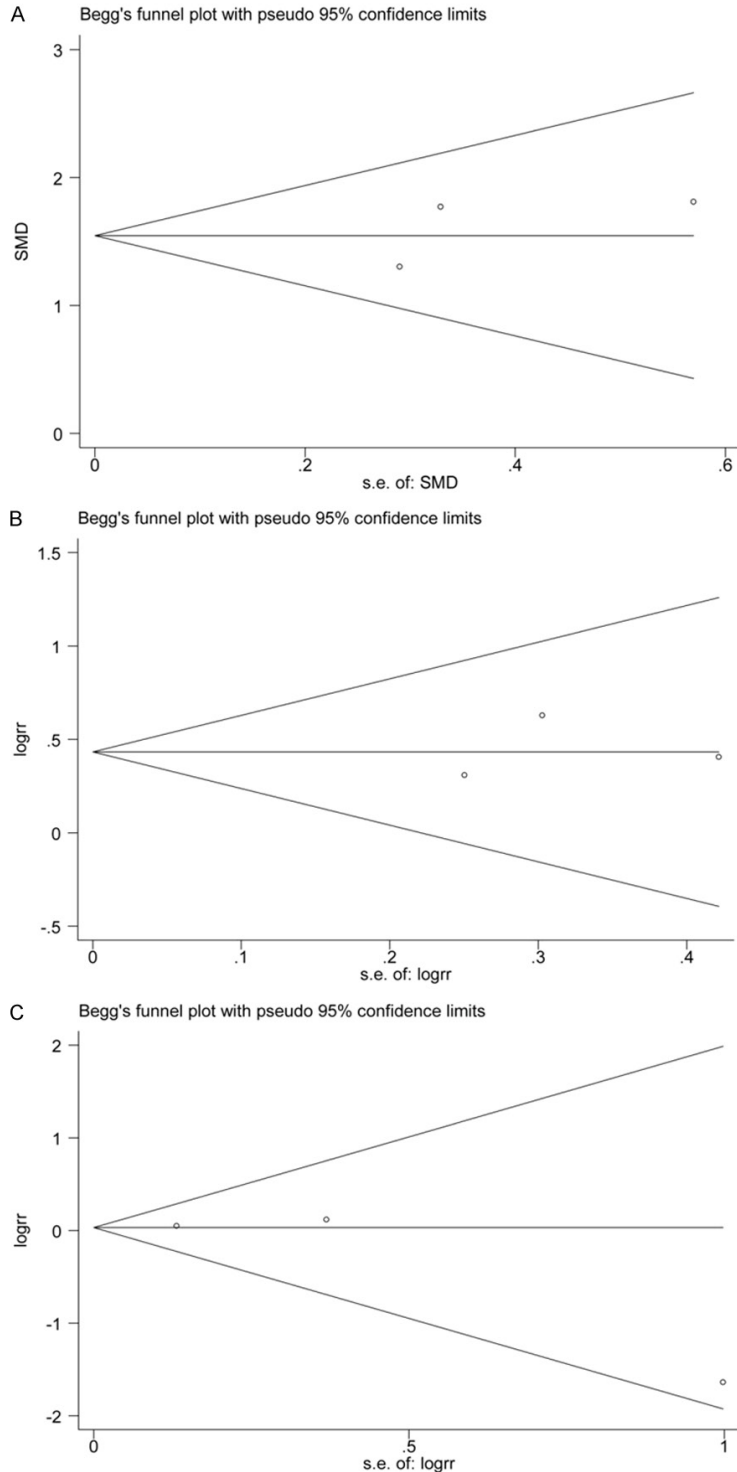 A
Begg's funnel plot with pseudo 95% confidence limits
3
2
1
0
SMD
0 .2 .4 .6
s.e. of: SMD
B
Begg's funnel plot with pseudo 95% confidence limits
1.5
1
.5
0
-.5
logrr
0 .1 .2 .3 .4
s.e. of: logrr
C
Begg's funnel plot with pseudo 95% confidence limits
2
1
0
-1
-2
logrr
0 .5 1
s.e. of: logrr